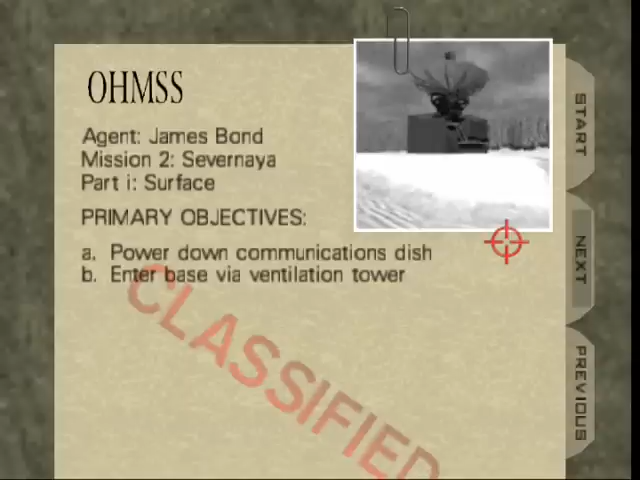 OHMSS
Agent: James Bond
Mission 2: Severnaya
Part i: Surface
PRIMARY OBJECTIVES:
a. Power down communications dish
b. Enter base via ventilation tower
CLASSIFIED
START
NEXT
PREVIOUS